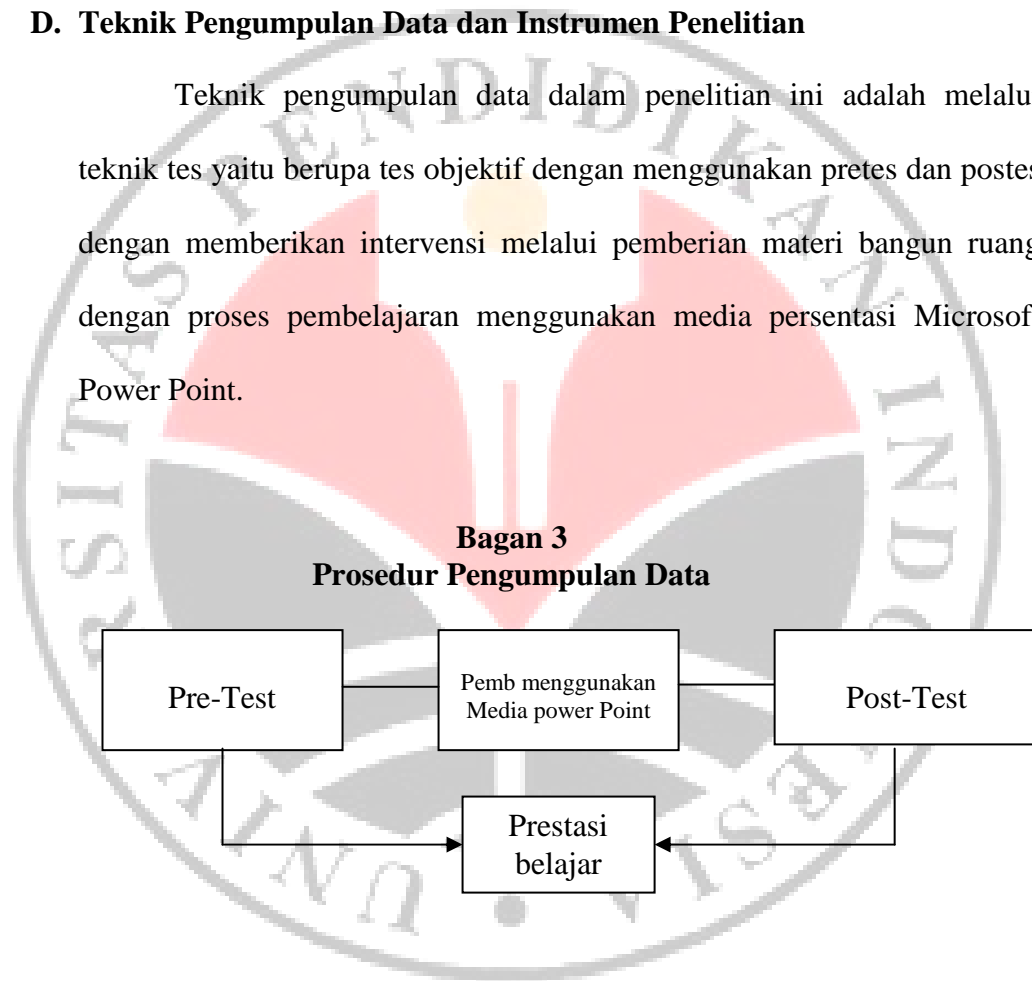 D. Teknik Pengumpulan Data dan Instrumen Penelitian
Teknik pengumpulan data dalam penelitian ini adalah melalu
teknik tes yaitu berupa tes objektif dengan menggunakan pretes dan postes
dengan memberikan intervensi melalui pemberian materi bangun ruang
dengan proses pembelajaran menggunakan media persentasi Microsof
Power Point.
Bagan 3
Prosedur Pengumpulan Data
Pre-Test
Pemb menggunakan
Media power Point
Post-Test
Prestasi
belajar